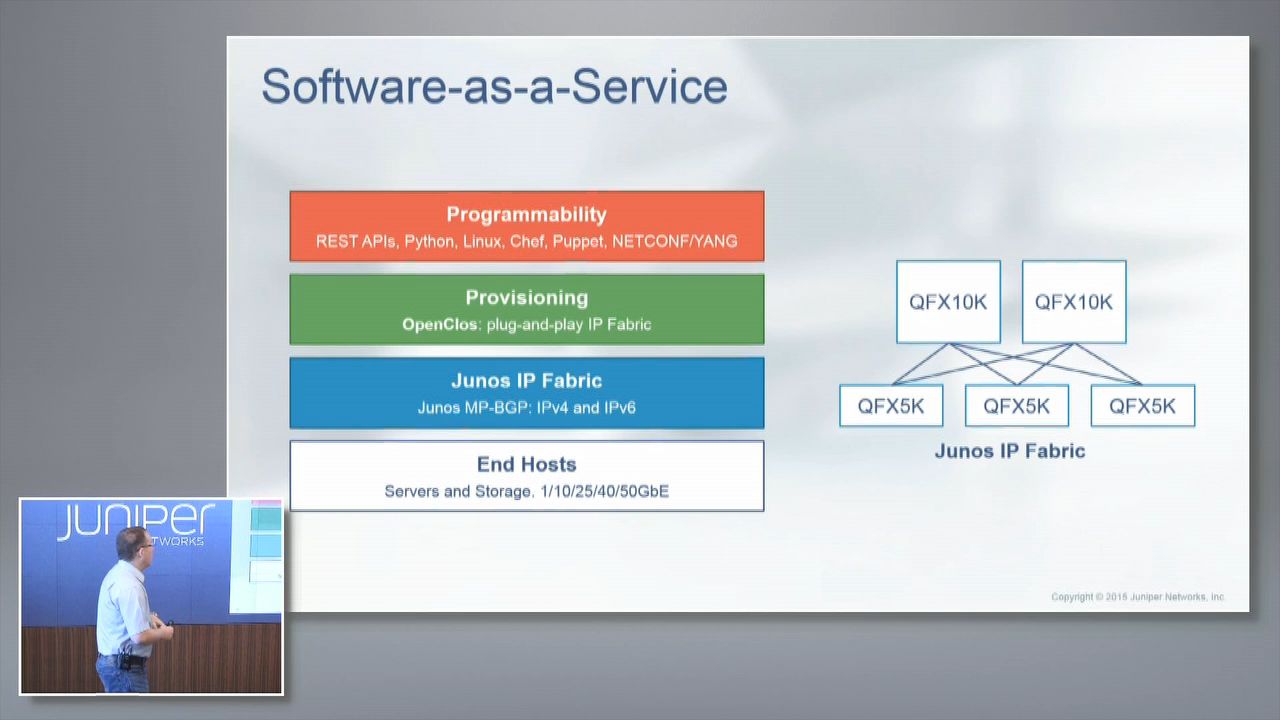 Software-as-a-Service
Programmability
REST APIs, Python, Linux, Chef, Puppet, NETCONF/YANG
Provisioning
OpenClos: plug-and-play IP Fabric
Junos IP Fabric
Junos MP-BGP: IPv4 and IPv6
End Hosts
Servers and Storage, 1/10/25/40/50GbE
QFX10K QFX10K
QFX5K QFX5K QFX5K
Junos IP Fabric
Copyright © 2015 Juniper Networks, Inc.
JUNIPEr
TWORKS